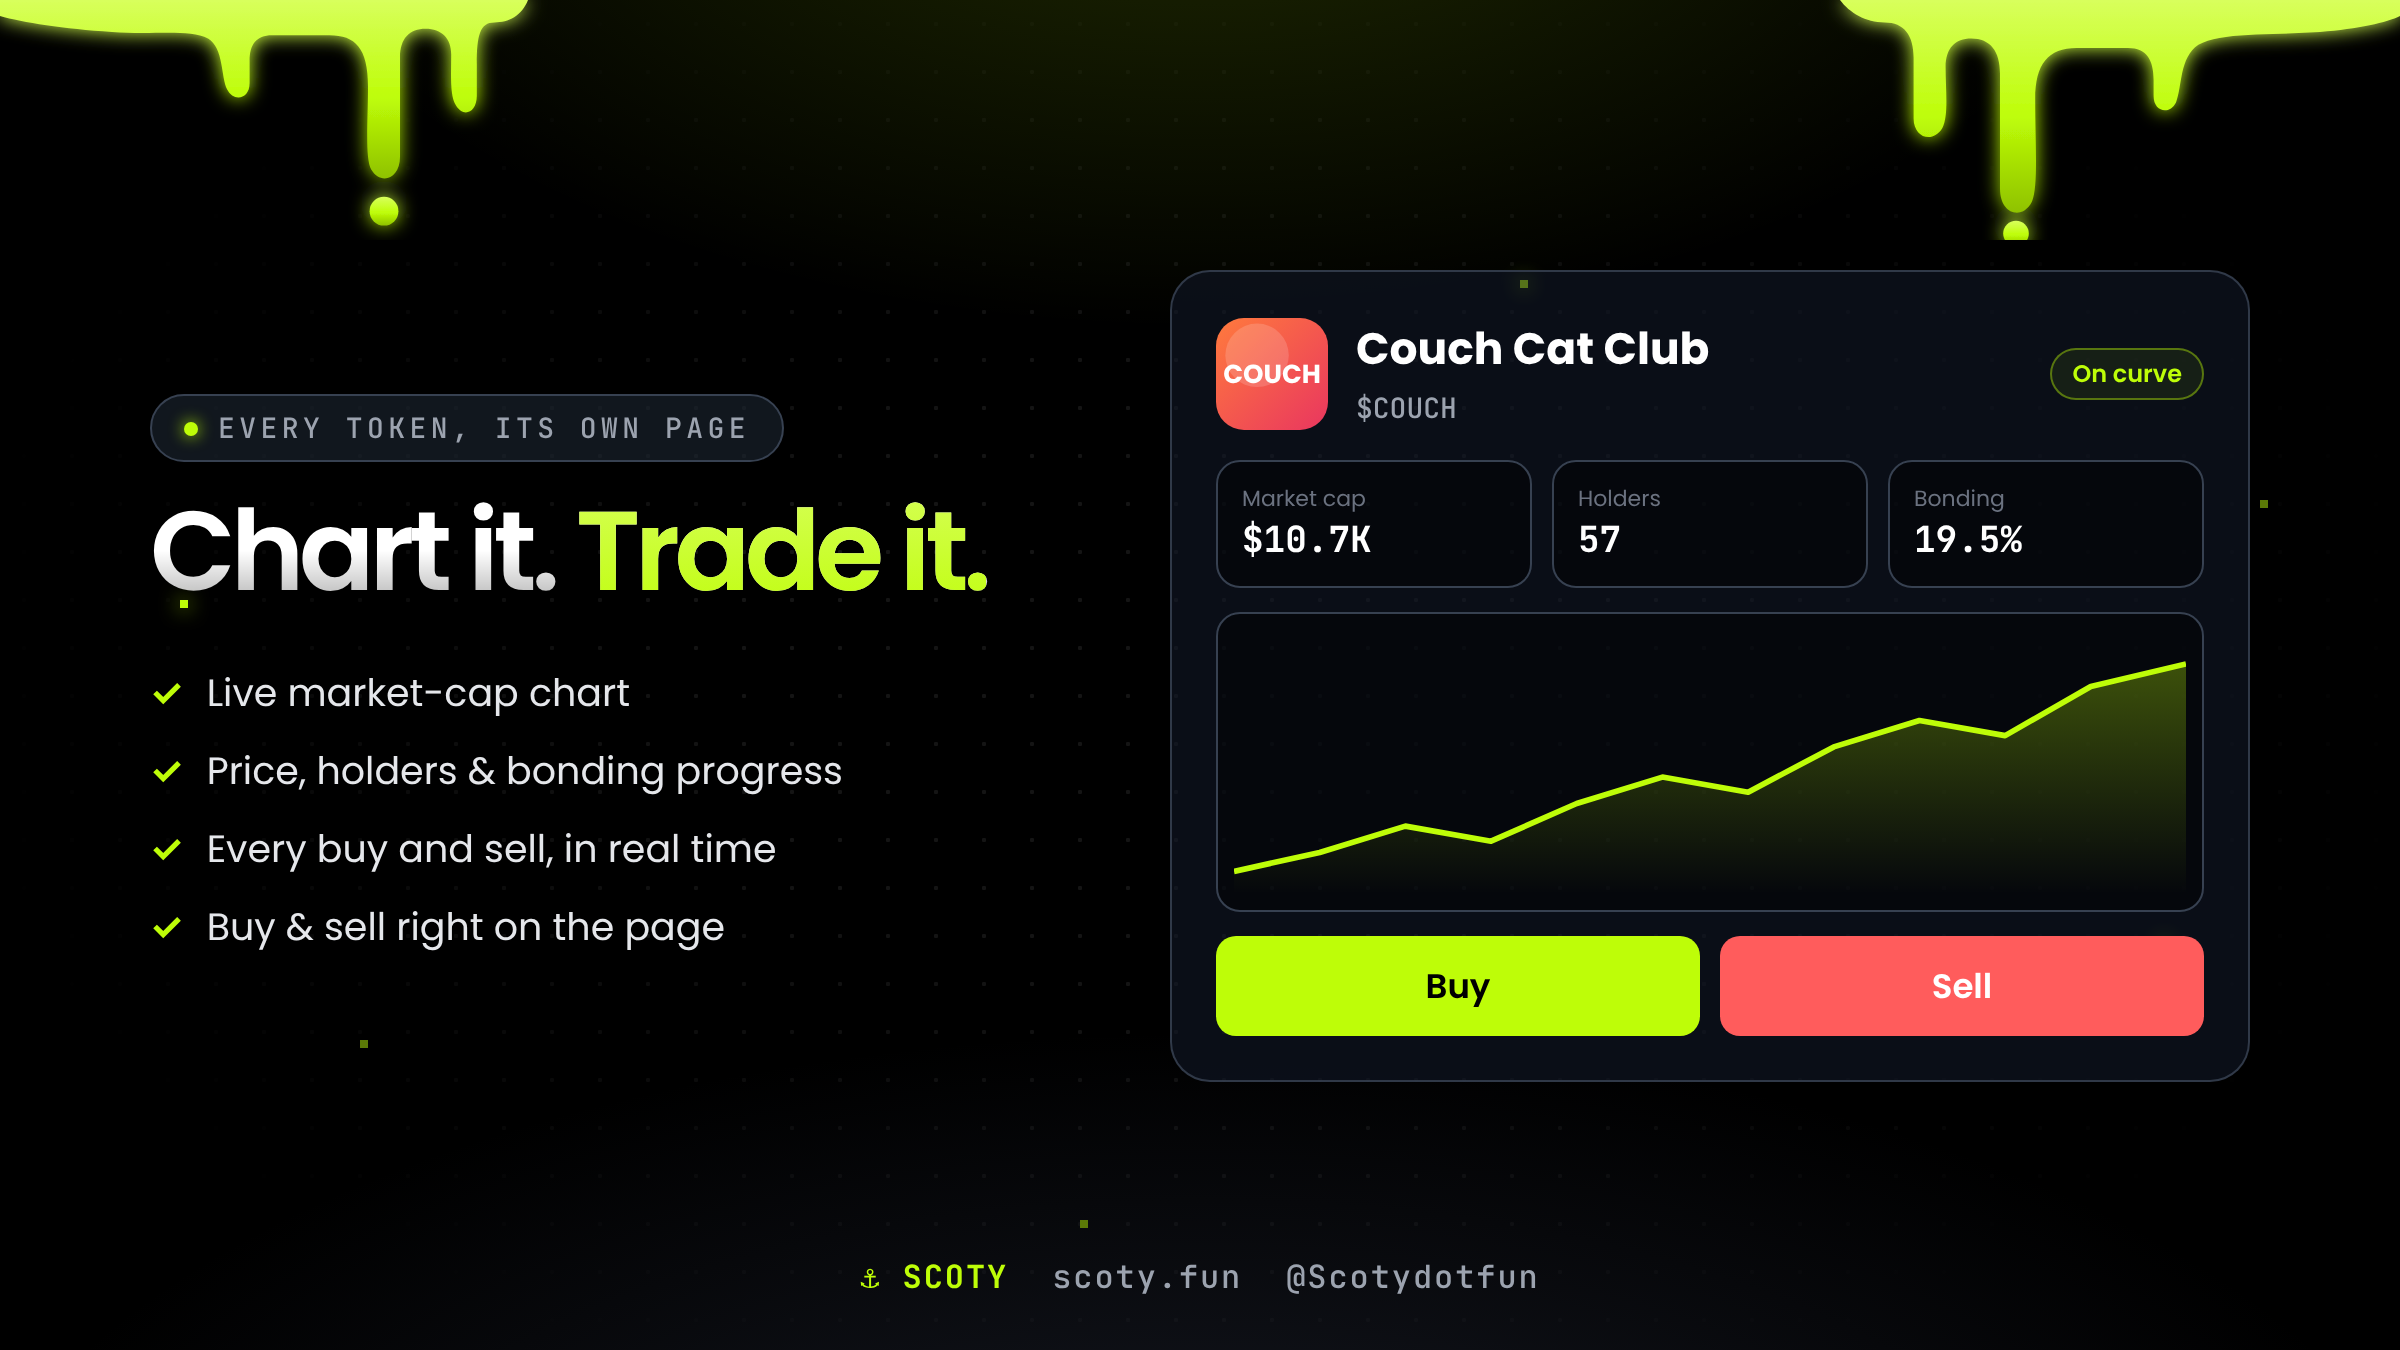 EVERY TOKEN, ITS OWN PAGE
Chart it. Trade it.
Live market-cap chart
Price, holders & bonding progress
Every buy and sell, in real time
Buy & sell right on the page
COUCH
Couch Cat Club
$COUCH
On curve
Market cap
$10.7K
Holders
57
Bonding
19.5%
Buy
Sell
⚓ SCOTY scoty.fun @Scotydotfun